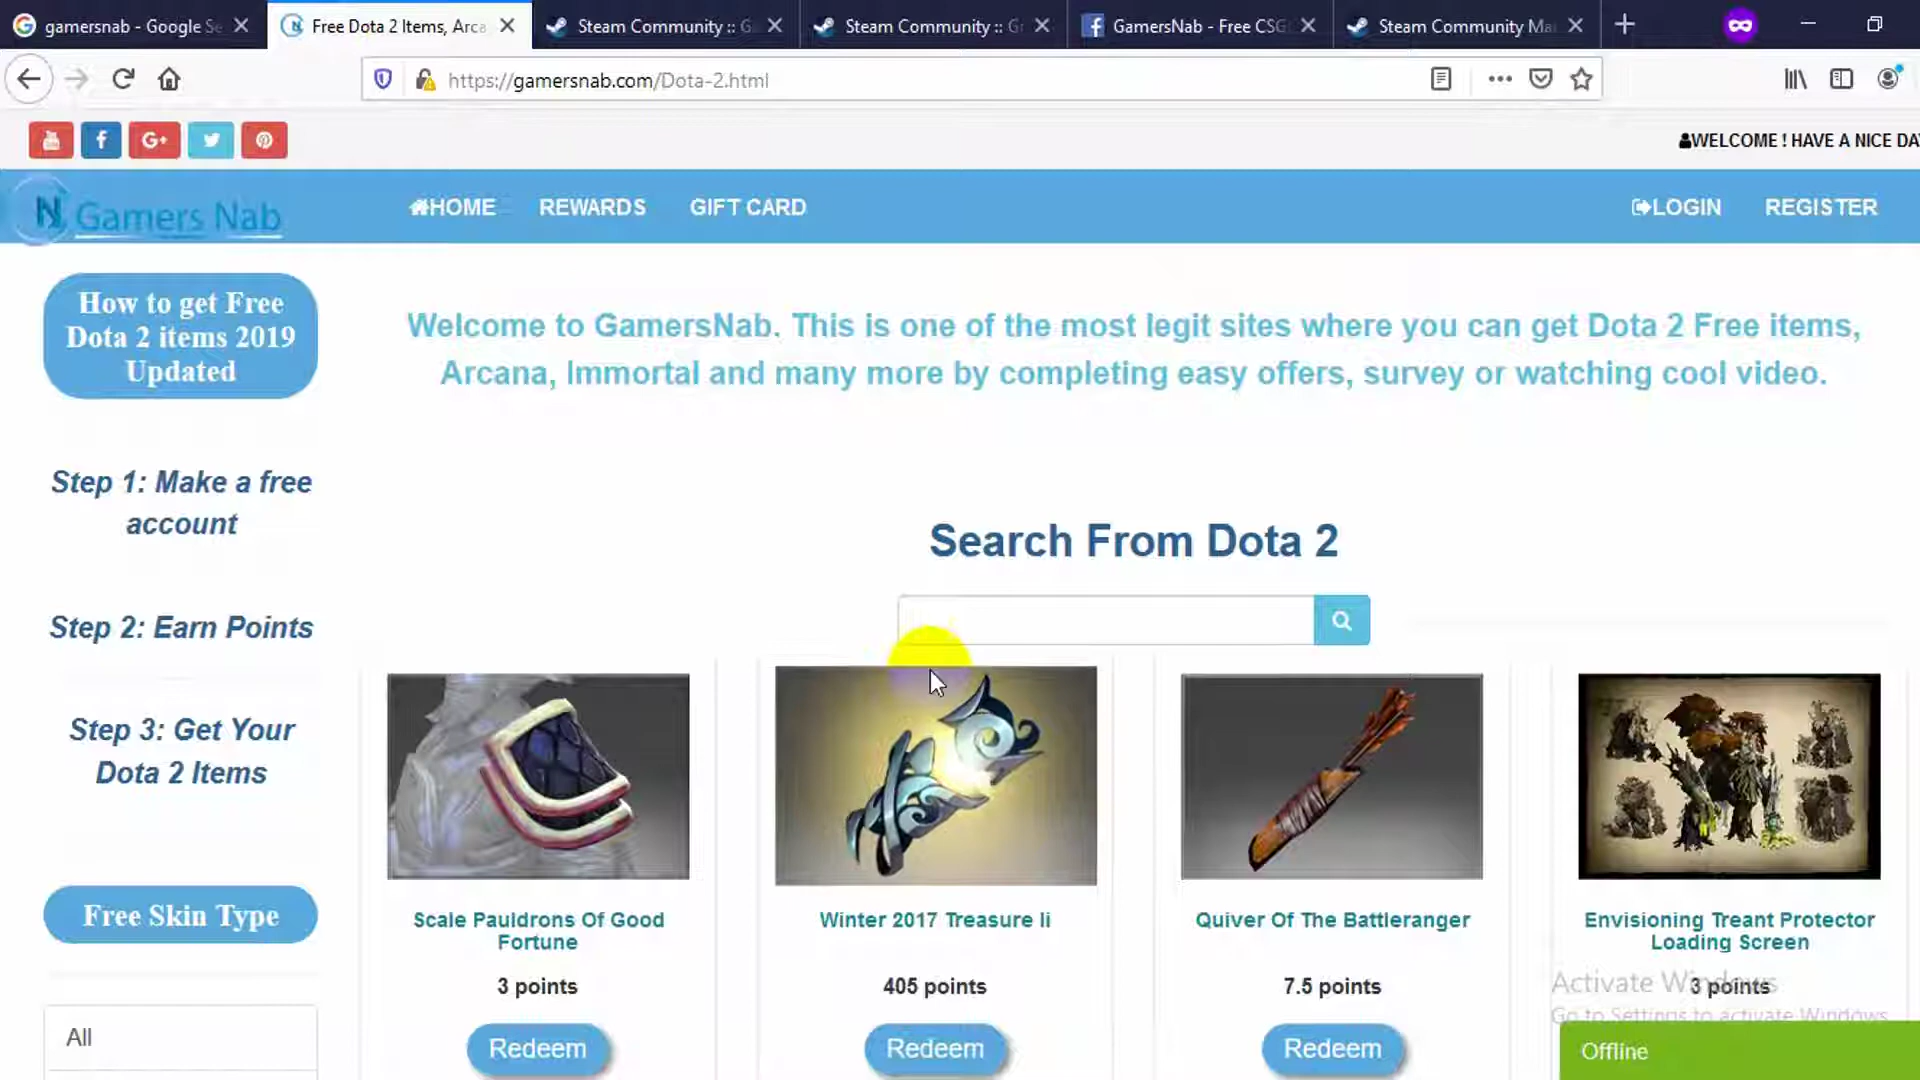 gamersnab - Google Se
Free Dota 2 Items, Arca
Steam Community :: G
Steam Community :: Gr
GamersNab - Free CSG
Steam Community Ma
https://gamersnab.com/Dota-2.html
WELCOME ! HAVE A NICE DAY
N Gamers Nab
HOME
REWARDS
GIFT CARD
LOGIN
REGISTER
How to get Free
Dota 2 items 2019
Updated
Welcome to GamersNab. This is one of the most legit sites where you can get Dota 2 Free items,
Arcana, Immortal and many more by completing easy offers, survey or watching cool video.
Step 1: Make a free
account
Step 2: Earn Points
Step 3: Get Your
Dota 2 Items
Search From Dota 2
Scale Pauldrons Of Good
Fortune
3 points
Redeem
Winter 2017 Treasure Ii
405 points
Redeem
Quiver Of The Battleranger
7.5 points
Redeem
Envisioning Treant Protector
Loading Screen
3 points
Free Skin Type
All
Activate Windows
Go to Settings to activate Windows
Offline